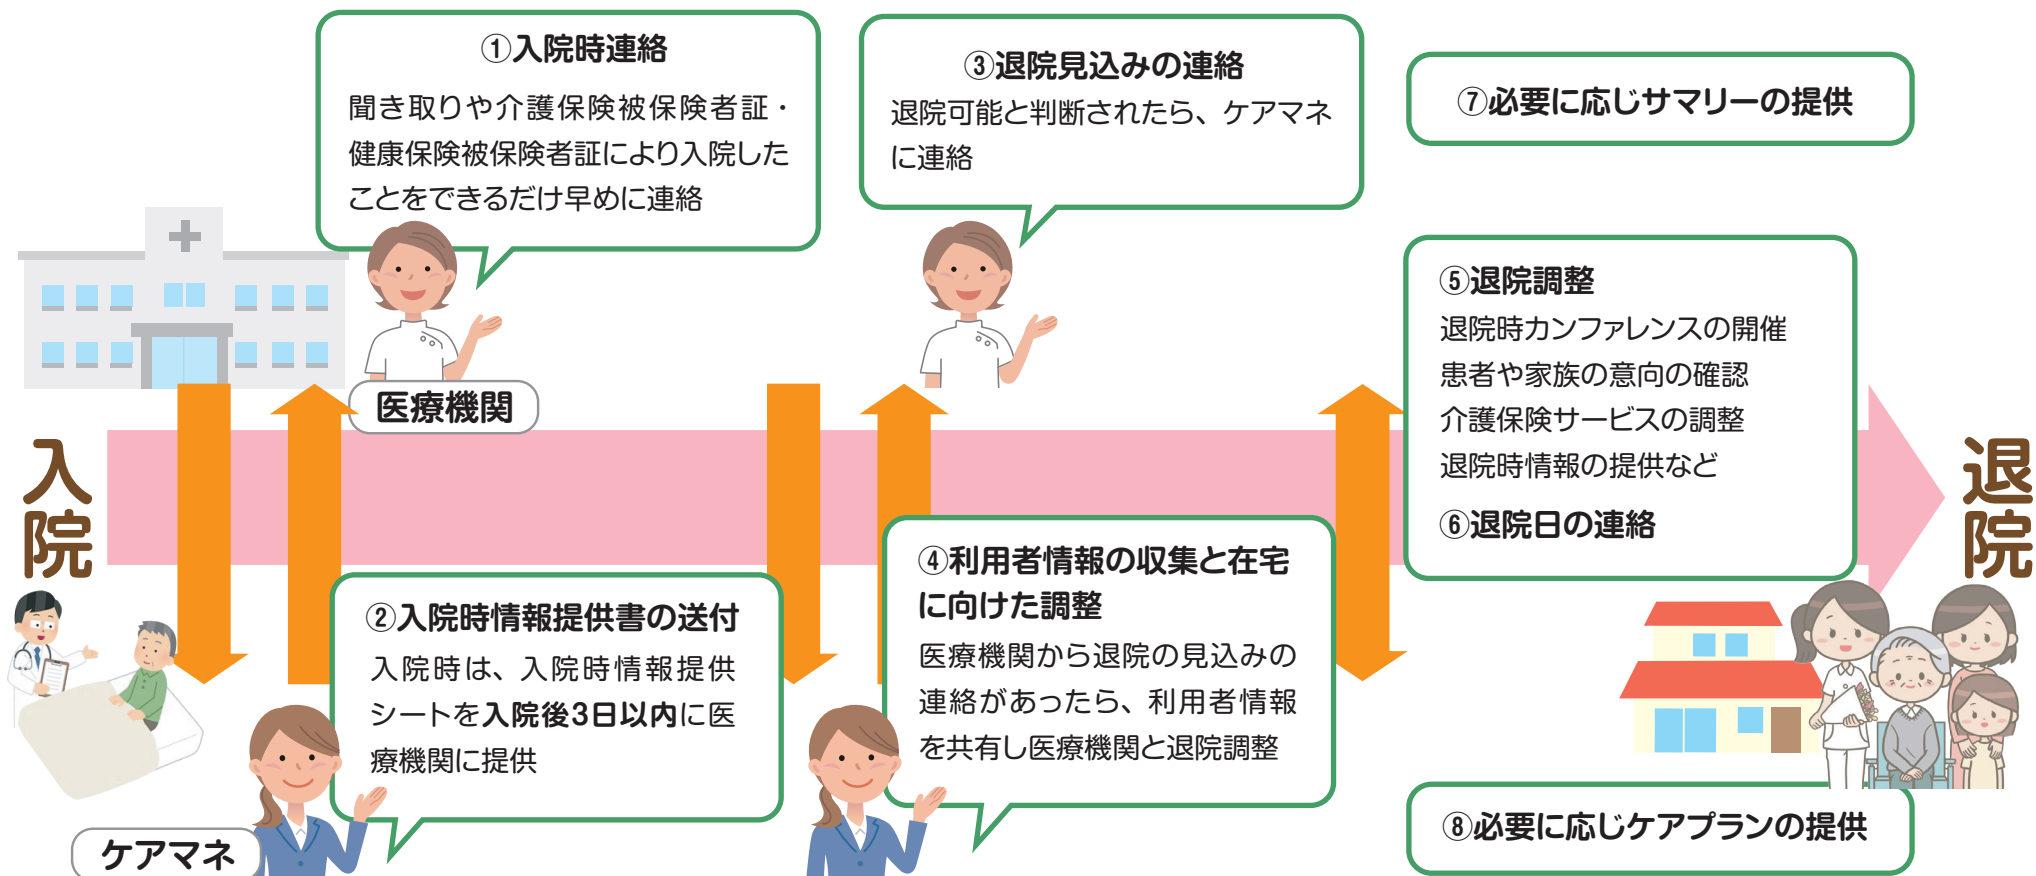 ①入院時連絡
聞き取りや介護保険被保険者証・
健康保険被保険者証により入院した
ことをできるだけ早めに連絡
医療機関
入院
②入院時情報提供書の送付
入院時は、入院時情報提供
シートを入院後3日以内に医
療機関に提供
ケアマネ
③退院見込みの連絡
退院可能と判断されたら、ケアマネ
に連絡
④利用者情報の収集と在宅
に向けた調整
医療機関から退院の見込みの
連絡があったら、利用者情報
を共有し医療機関と退院調整
⑤退院調整
退院時カンファレンスの開催
患者や家族の意向の確認
介護保険サービスの調整
退院時情報の提供など
⑥退院日の連絡
⑦必要に応じサマリーの提供
⑧必要に応じケアプランの提供
退院